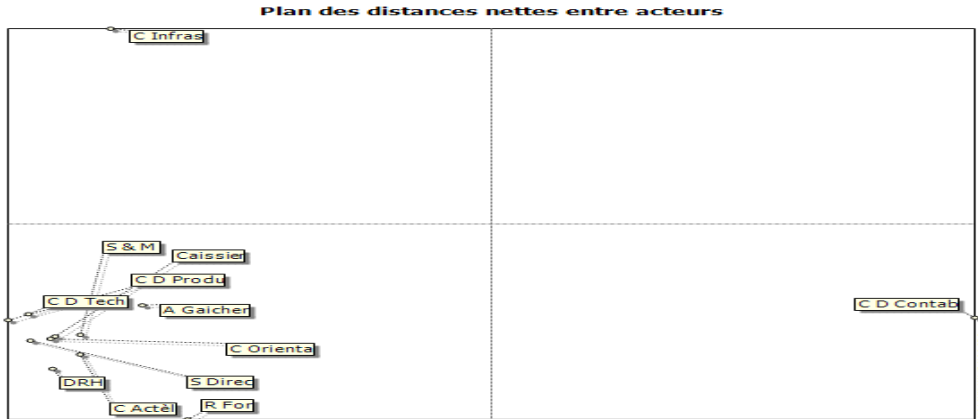 Plan des distances nettes entre acteurs
C Infras
S & M
Caissier
C D Produ
C D Tech
A Gaicher
C D Contab
C Orienta
DRH
S Direc
C Actèl
R For